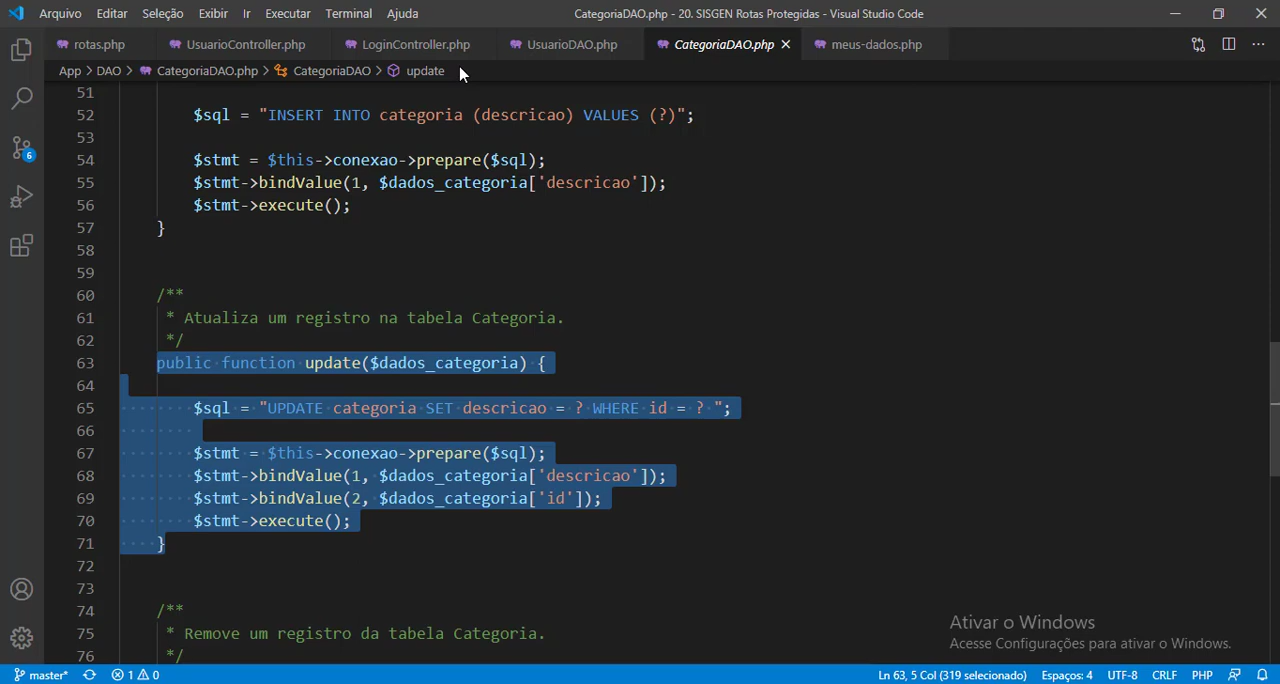 Arquivo Editar Seleção Exibir Ir Executar Terminal Ajuda CategoriaDAO.php - 20. SISGEN Rotas Protegidas - Visual Studio Code
rotas.php UsuarioController.php LoginController.php UsuarioDAO.php CategoriaDAO.php meus-dados.php
App > DAO > CategoriaDAO.php > CategoriaDAO > update
51
52 $sql = "INSERT INTO categoria (descricao) VALUES (?)";
53
54 $stmt = $this->conexao->prepare($sql);
55 $stmt->bindValue(1, $dados_categoria['descricao']);
56 $stmt->execute();
57 }
58
59
60 /**
61 * Atualiza um registro na tabela Categoria.
62 */
63 public function update($dados_categoria) {
64
65 $sql = "UPDATE categoria SET descricao = ? WHERE id = ? ";
66
67 $stmt = $this->conexao->prepare($sql);
68 $stmt->bindValue(1, $dados_categoria['descricao']);
69 $stmt->bindValue(2, $dados_categoria['id']);
70 $stmt->execute();
71 }
72
73
74 /**
75 * Remove um registro da tabela Categoria.
76 */
6
Ativar o Windows
Acesse Configurações para ativar o Windows.
master* 1 0 Ln 63, 5 Col (319 selecionado) Espaços: 4 UTF-8 CRLF PHP